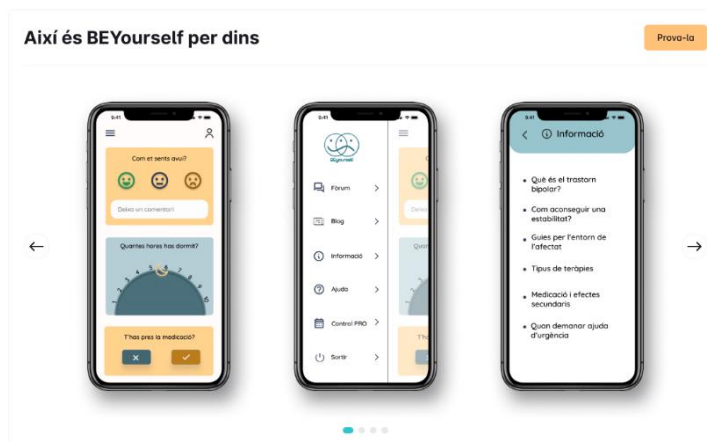 Així és BEYourself per dins
Prova-la
9:41
Com et sents avui?
Deixa un comentari
Quantes hores has dormit?
T'has pres la medicació?
9:41
BEyourself
Fòrum
Blog
Informació
Ajuda
Control PRO
Sortir
9:41
Informació
Què és el trastorn
bipolar?
Com aconseguir una
estabilitat?
Guies per l'entorn de
l'afectat
Tipus de teràpies
Medicació i efectes
secundaris
Quan demanar ajuda
d'urgència